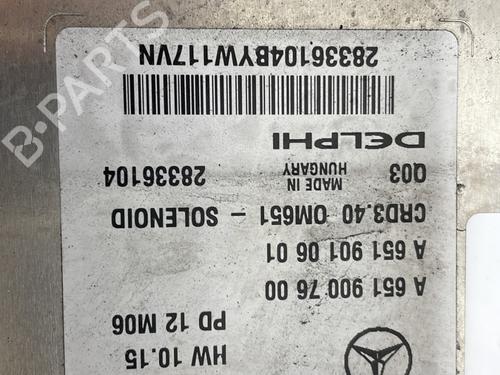 HW 10.15
PD 12 M06
A 651 900 76 00
A 651 901 06 01
CRD3.40 OM651 - SOLENOID
Q03 MADE IN HUNGARY 28336104
DELPHI
28336104BYW117VN
B-PARTS